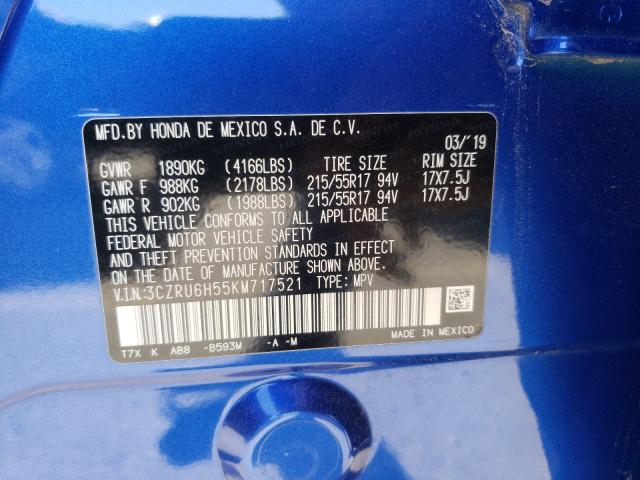 MFD.BY HONDA DE MEXICO S.A. DE C.V.
03/'19
GVWR 1890KG (4166LBS) TIRE SIZE RIM SIZE
GAWR F 988KG (2178LBS) 215/55R17 94V 17X7.5J
GAWR R 902KG (1988LBS) 215/55R17 94V 17X7.5J
THIS VEHICLE CONFORMS TO ALL APPLICABLE
FEDERAL MOTOR VEHICLE SAFETY
AND THEFT PREVENTION STANDARDS IN EFFECT
ON THE DATE OF MANUFACTURE SHOWN ABOVE.
V.I.N:3CZRU6H55KM717521 TYPE: MPV
T7X K AB8 -B593M -A -M
MADE IN MEXICO